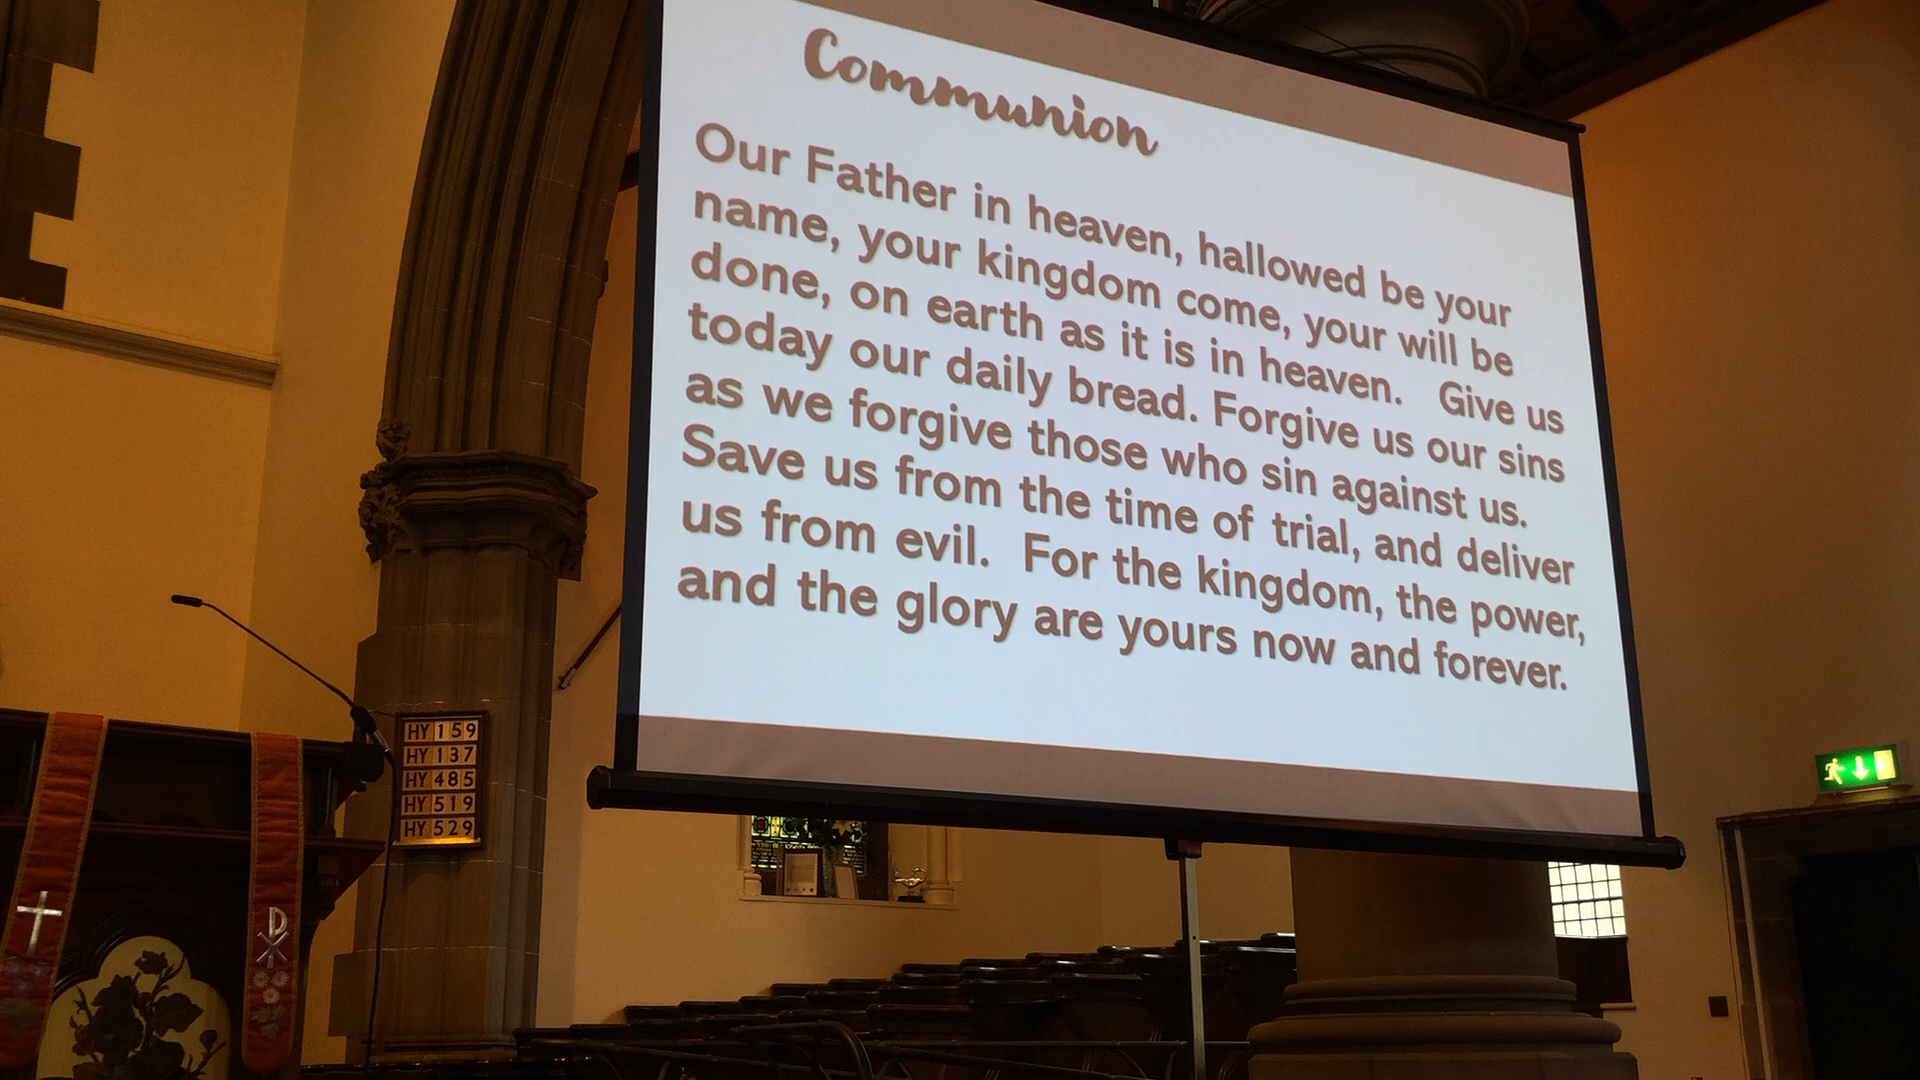 Communion
Our Father in heaven, hallowed be your
name, your kingdom come, your will be
done, on earth as it is in heaven.   Give us
today our daily bread. Forgive us our sins
as we forgive those who sin against us.
Save us from the time of trial, and deliver
us from evil.  For the kingdom, the power,
and the glory are yours now and forever.
HY 159
HY 137
HY 485
HY 519
HY 529